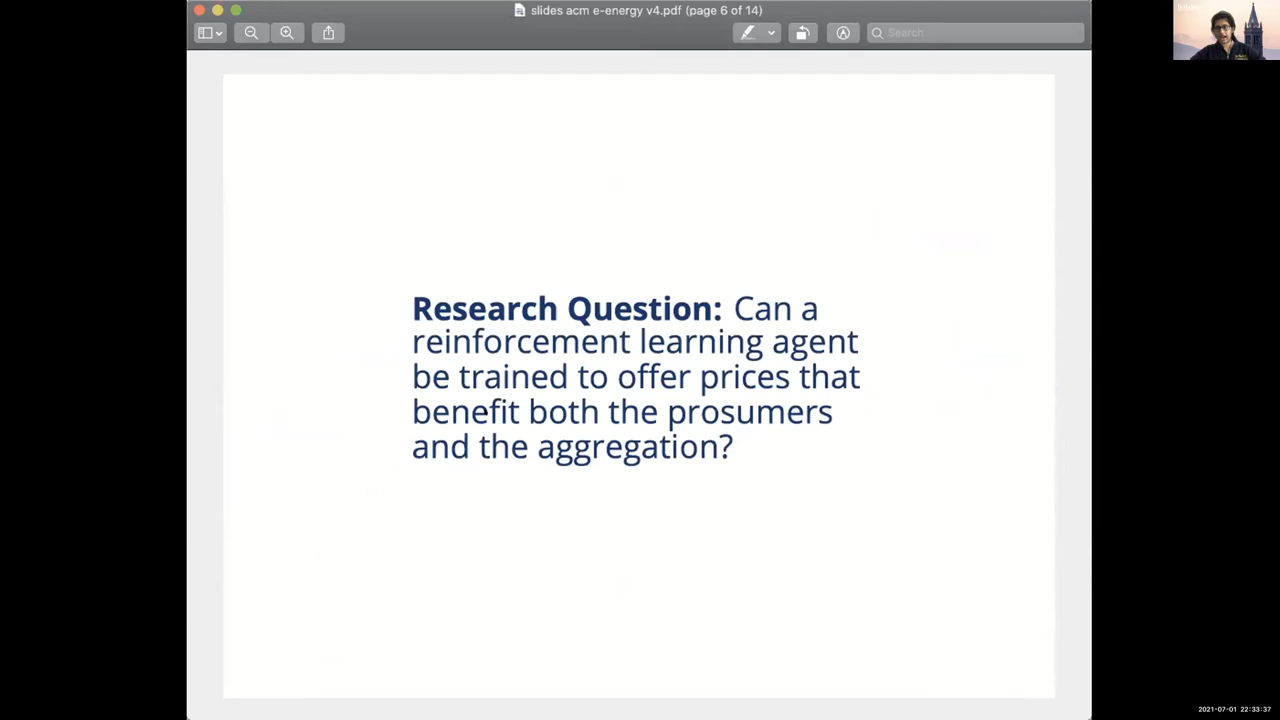 slides acm e-energy v4.pdf (page 6 of 14)
Search
Research Question: Can a
reinforcement learning agent
be trained to offer prices that
benefit both the prosumers
and the aggregation?
2021-07-01 22:33:37